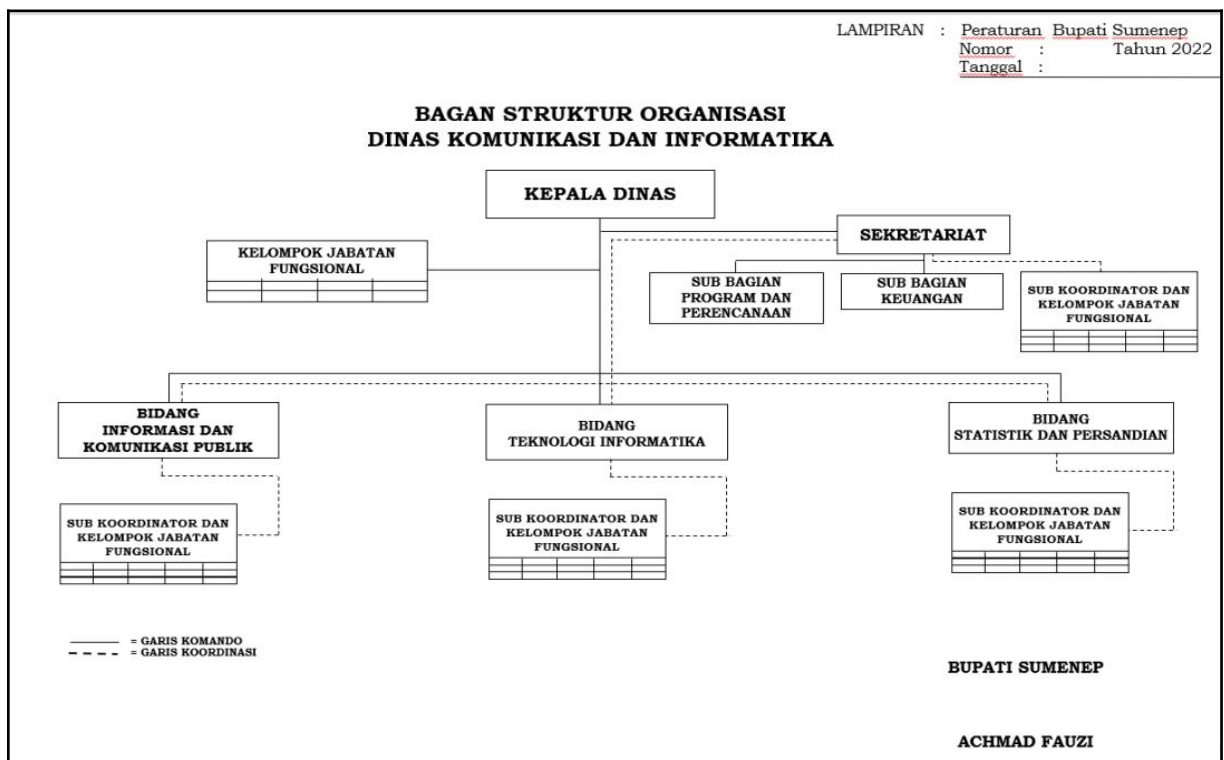 LAMPIRAN : Peraturan Bupati Sumenep
Nomor : Tahun 2022
Tanggal :
BAGAN STRUKTUR ORGANISASI
DINAS KOMUNIKASI DAN INFORMATIKA
KEPALA DINAS
SEKRETARIAT
KELOMPOK JABATAN
FUNGSIONAL
SUB BAGIAN
PROGRAM DAN
PERENCANAAN
SUB BAGIAN
KEUANGAN
SUB KOORDINATOR DAN
KELOMPOK JABATAN
FUNGSIONAL
BIDANG
INFORMASI DAN
KOMUNIKASI PUBLIK
BIDANG
TEKNOLOGI INFORMATIKA
BIDANG
STATISTIK DAN PERSANDIAN
SUB KOORDINATOR DAN
KELOMPOK JABATAN
FUNGSIONAL
SUB KOORDINATOR DAN
KELOMPOK JABATAN
FUNGSIONAL
SUB KOORDINATOR DAN
KELOMPOK JABATAN
FUNGSIONAL
= GARIS KOMANDO
= GARIS KOORDINASI
BUPATI SUMENEP
ACHMAD FAUZI